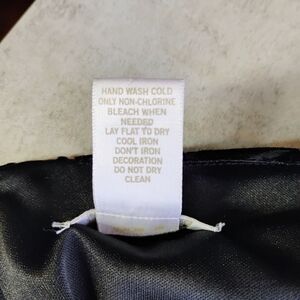 HAND WASH COLD
ONLY NON-CHLORINE
BLEACH WHEN
NEEDED
LAY FLAT TO DRY
COOL IRON
DON'T IRON
DECORATION
DO NOT DRY
CLEAN